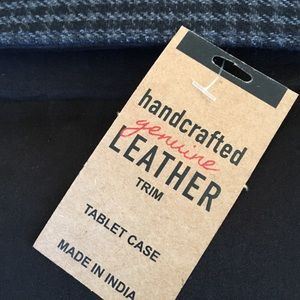 handcrafted
genuine
LEATHER
TRIM
TABLET CASE
MADE IN INDIA